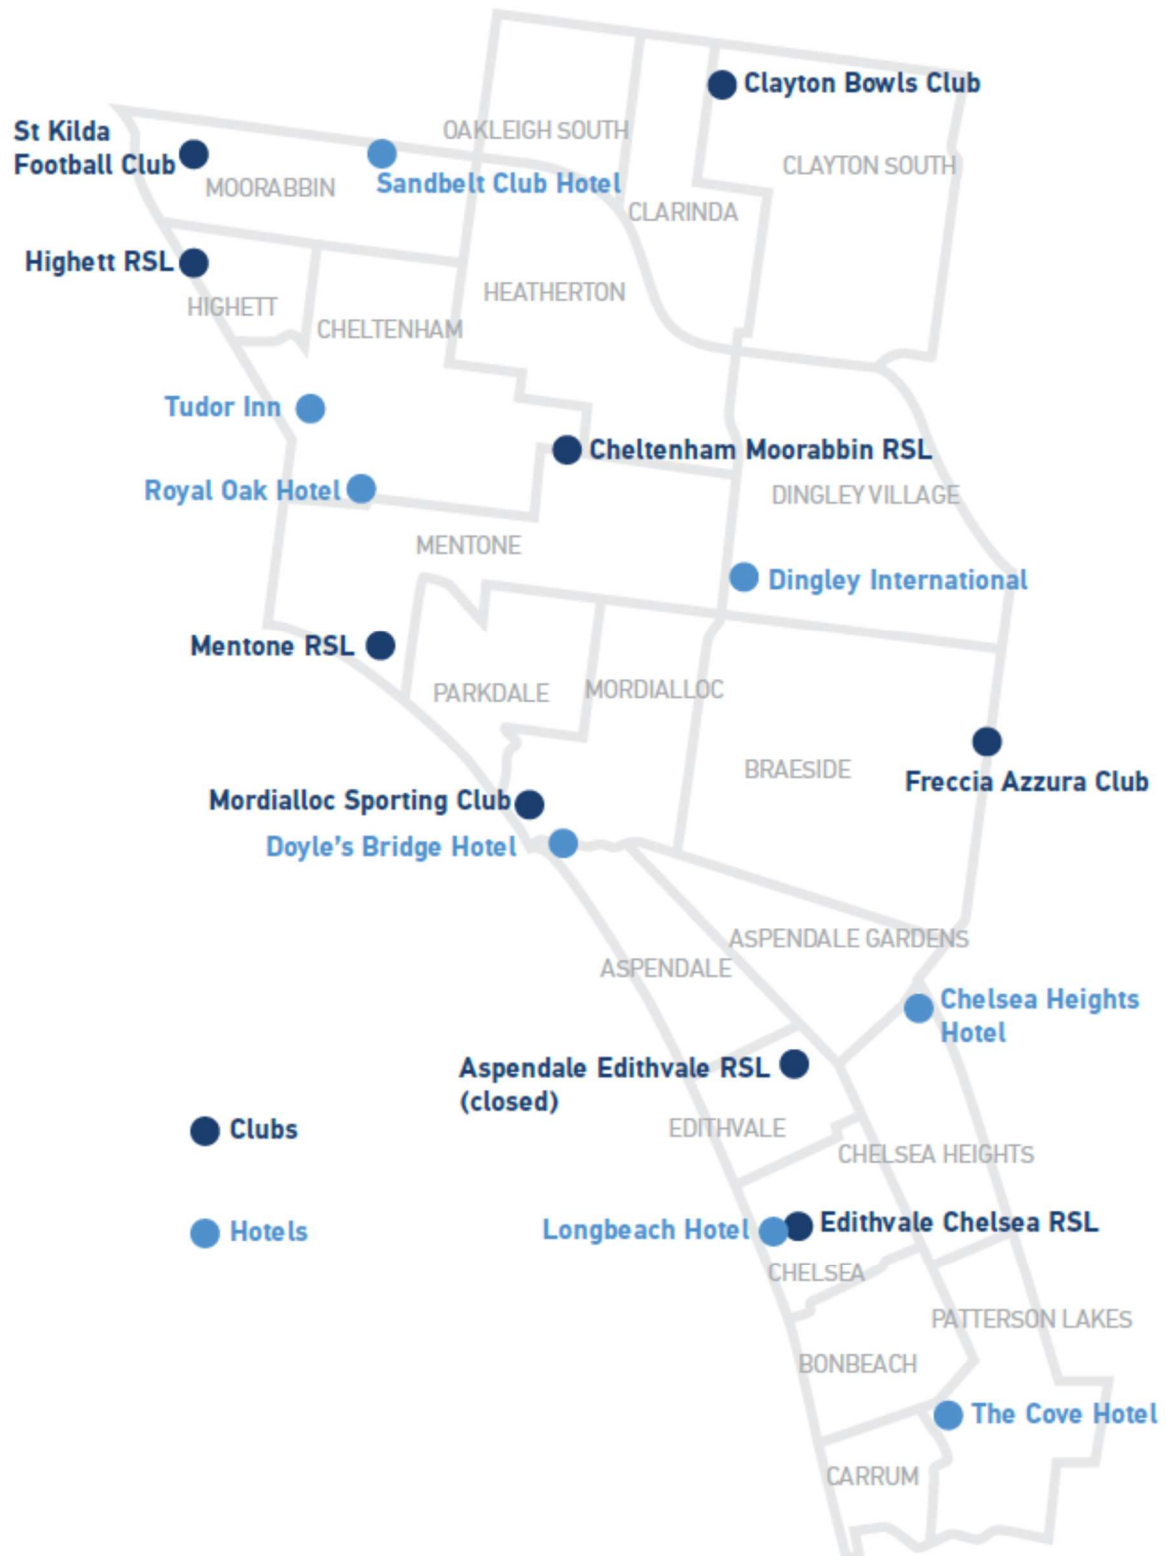 Clayton Bowls Club
OAKLEIGH SOUTH
St Kilda
Football Club
CLAYTON SOUTH
MOORABBIN
Sandbelt Club Hotel
CLARINDA
Highett RSL
HEATHERTON
HIGHETT
CHELTENHAM
Tudor Inn
Cheltenham Moorabbin RSL
Royal Oak Hotel
DINGLEY VILLAGE
MENTONE
Dingley International
Mentone RSL
PARKDALE
MORDIALLOC
BRAESIDE
Freccia Azzura Club
Mordialloc Sporting Club
Doyle's Bridge Hotel
ASPENDALE GARDENS
ASPENDALE
Chelsea Heights
Hotel
Aspendale Edithvale RSL
(closed)
Clubs
EDITHVALE
CHELSEA HEIGHTS
Hotels
Longbeach Hotel
Edithvale Chelsea RSL
CHELSEA
PATTERSON LAKES
BONBEACH
The Cove Hotel
CARRUM